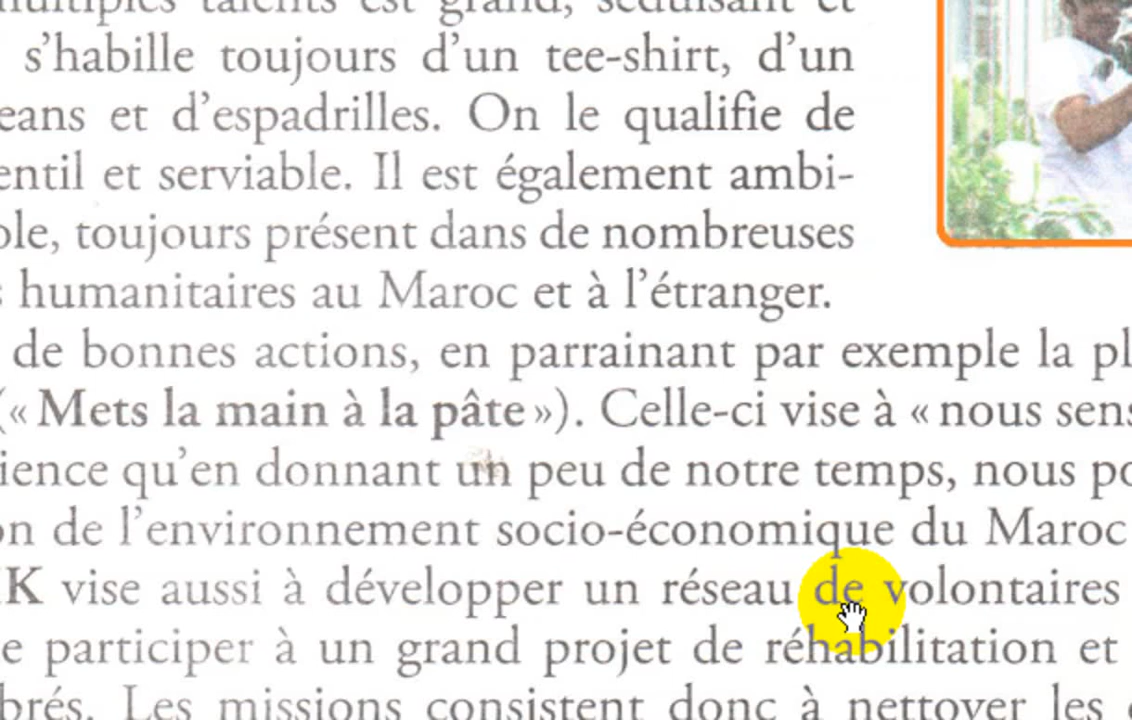 multiples talents est grand, séduisant et
s'habille toujours d'un tee-shirt, d'un
eans et d'espadrilles. On le qualifie de
entil et serviable. Il est également ambi-
ole, toujours présent dans de nombreuses
humanitaires au Maroc et à l'étranger.
de bonnes actions, en parrainant par exemple la pl
(« Mets la main à la pâte »). Celle-ci vise à « nous sens
ience qu'en donnant un peu de notre temps, nous po
on de l'environnement socio-économique du Maroc
K vise aussi à développer un réseau de volontaires
e participer à un grand projet de réhabilitation et
brés. Les missions consistent donc à nettoyer les